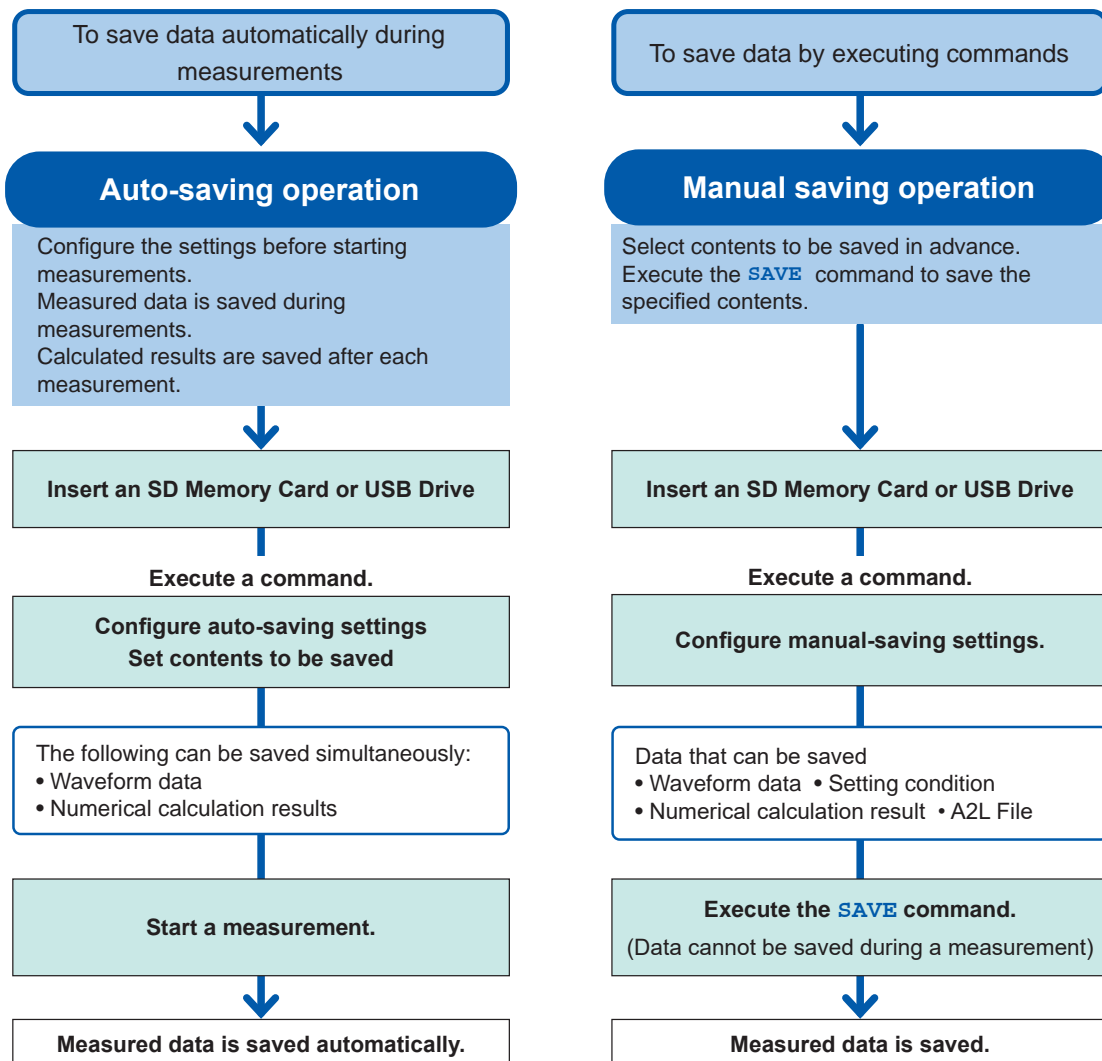 To save data automatically during
measurements
Auto-saving operation
Configure the settings before starting
measurements.
Measured data is saved during
measurements.
Calculated results are saved after each
measurement.
Insert an SD Memory Card or USB Drive
Execute a command.
Configure auto-saving settings
Set contents to be saved
The following can be saved simultaneously:
• Waveform data
• Numerical calculation results
Start a measurement.
Measured data is saved automatically.
To save data by executing commands
Manual saving operation
Select contents to be saved in advance.
Execute the SAVE command to save the
specified contents.
Insert an SD Memory Card or USB Drive
Execute a command.
Configure manual-saving settings.
Data that can be saved
• Waveform data • Setting condition
• Numerical calculation result • A2L File
Execute the SAVE command.
(Data cannot be saved during a measurement)
Measured data is saved.